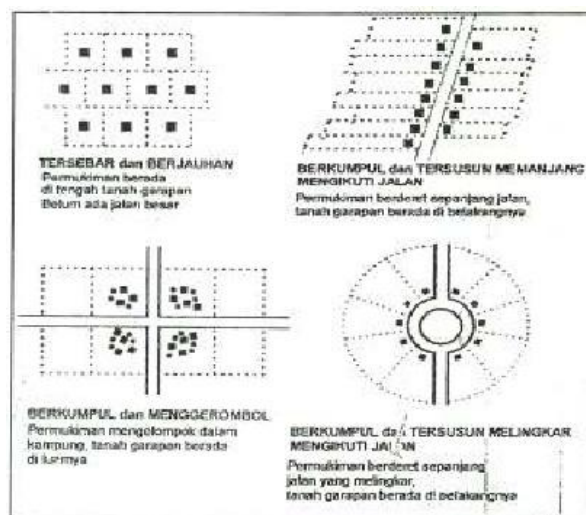 TERSEBAR dan BERJAUHAN
Permukiman berada
di tengah tanah garapan
Belum ada jalan besar
BERKUMPUL dan TERSUSUN MEMANJANG
MENGIKUTI JALAN
Permukiman berderet sepanjang jalan,
tanah garapan berada di belakangnya
BERKUMPUL dan MENGGEROMBOL
Permukiman mengelompok dalam
kampung, tanah garapan berada
di luarnya
BERKUMPUL dan TERSUSUN MELINGKAR
MENGIKUTI JALAN
Permukiman berderet sepanjang
jalan yang melingkar,
tanah garapan berada di belakangnya